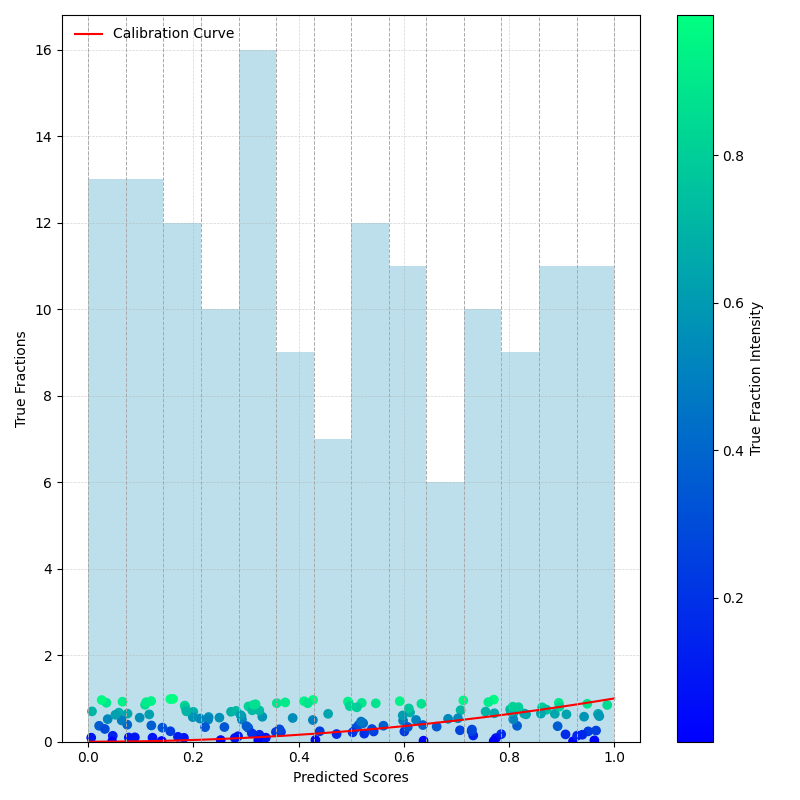 Calibration Curve
16
14
12
10
8
6
4
2
0
0.0 0.2 0.4 0.6 0.8 1.0
Predicted Scores
True Fractions
0.8
0.6
0.4
0.2
True Fraction Intensity